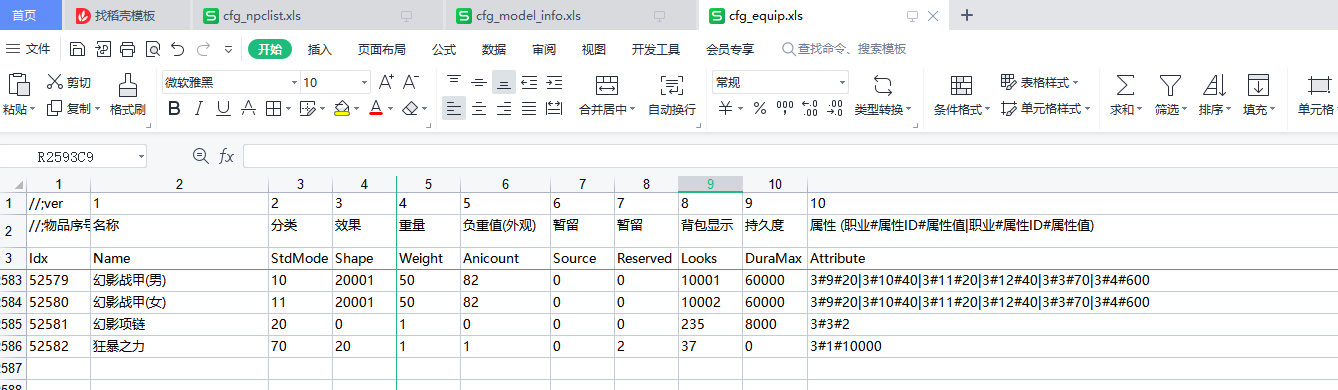 首页 找稻壳模板 cfg_npclist.xls cfg_model_info.xls cfg_equip.xls
文件 开始 插入 页面布局 公式 数据 审阅 视图 开发工具 会员专享 查找命令、搜索模板
剪切 微软雅黑 10 A+ A- 常规 表格样式
粘贴 复制 格式刷 B I U A 合并居中 自动换行 ¥ % 类型转换 条件格式 单元格样式 求和 筛选 排序 填充 单元格
R2593C9 fx
1 2 3 4 5 6 7 8 9 10
1 //;ver 1 2 3 4 5 6 7 8 9 10
2 //;物品序号 名称 分类 效果 重量 负重值(外观) 暂留 暂留 背包显示 持久度 属性 (职业#属性ID#属性值|职业#属性ID#属性值)
3 Idx Name StdMode Shape Weight Anicount Source Reserved Looks DuraMax Attribute
2583 52579 幻影战甲(男) 10 20001 50 82 0 0 10001 60000 3#9#20|3#10#40|3#11#20|3#12#40|3#3#70|3#4#600
2584 52580 幻影战甲(女) 11 20001 50 82 0 0 10002 60000 3#9#20|3#10#40|3#11#20|3#12#40|3#3#70|3#4#600
2585 52581 幻影项链 20 0 1 0 0 0 235 8000 3#3#2
2586 52582 狂暴之力 70 20 1 1 0 2 37 0 3#1#10000
2587
2588